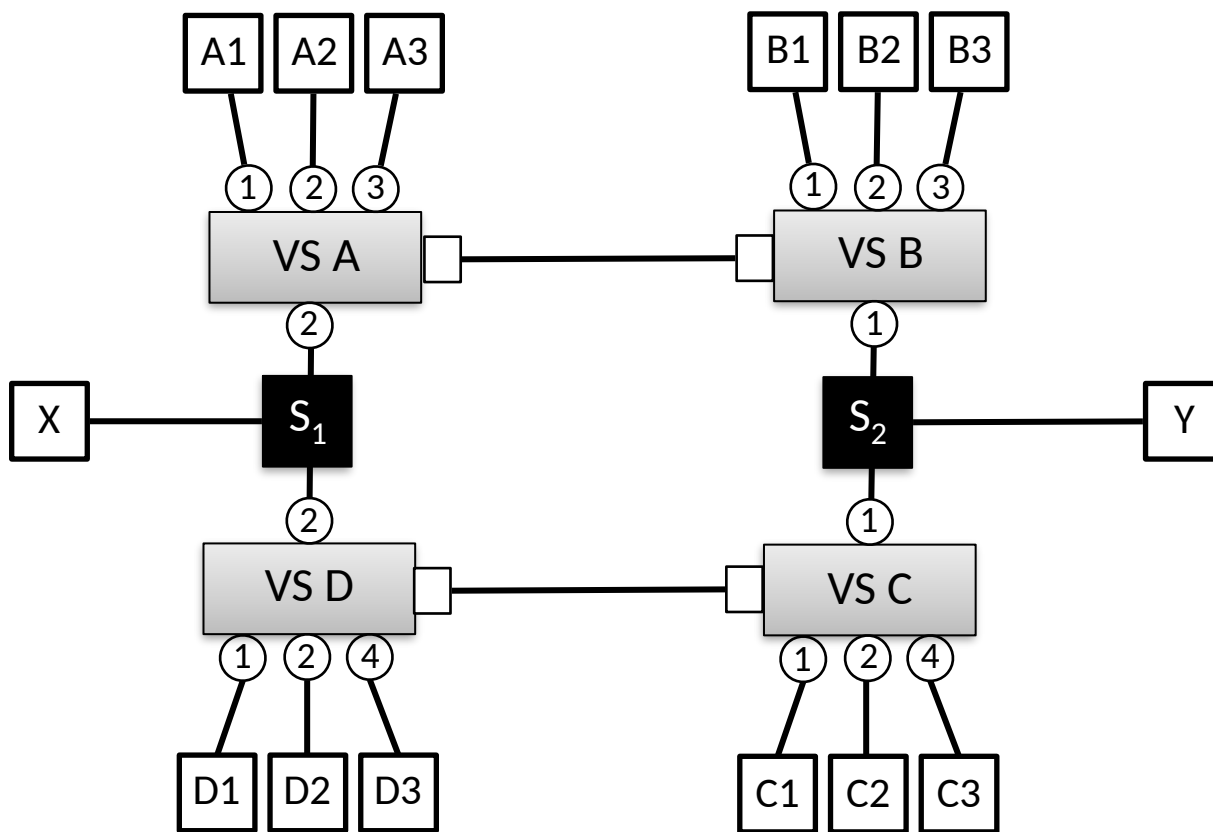 A1 A2 A3
B1 B2 B3
1 2 3
1 2 3
VS A
VS B
2
1
X
S₁
S₂
Y
2
1
VS D
VS C
1 2 4
1 2 4
D1 D2 D3
C1 C2 C3